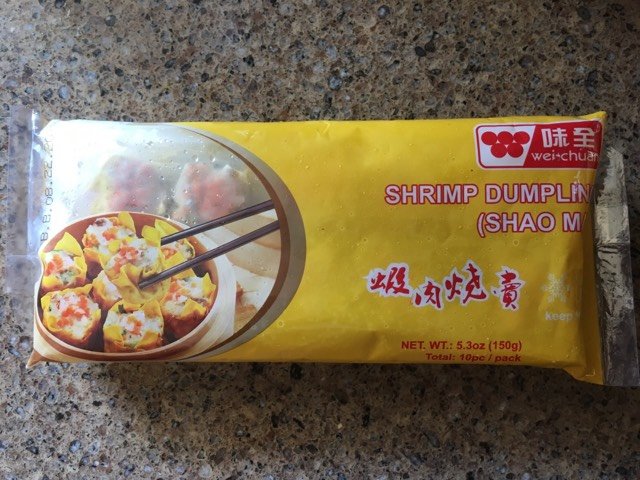 味全
wei-chuan
SHRIMP DUMPLIN
(SHAO M
蝦肉燒賣
Keep
NET. WT.: 5.3oz (150g)
Total: 10pc / pack